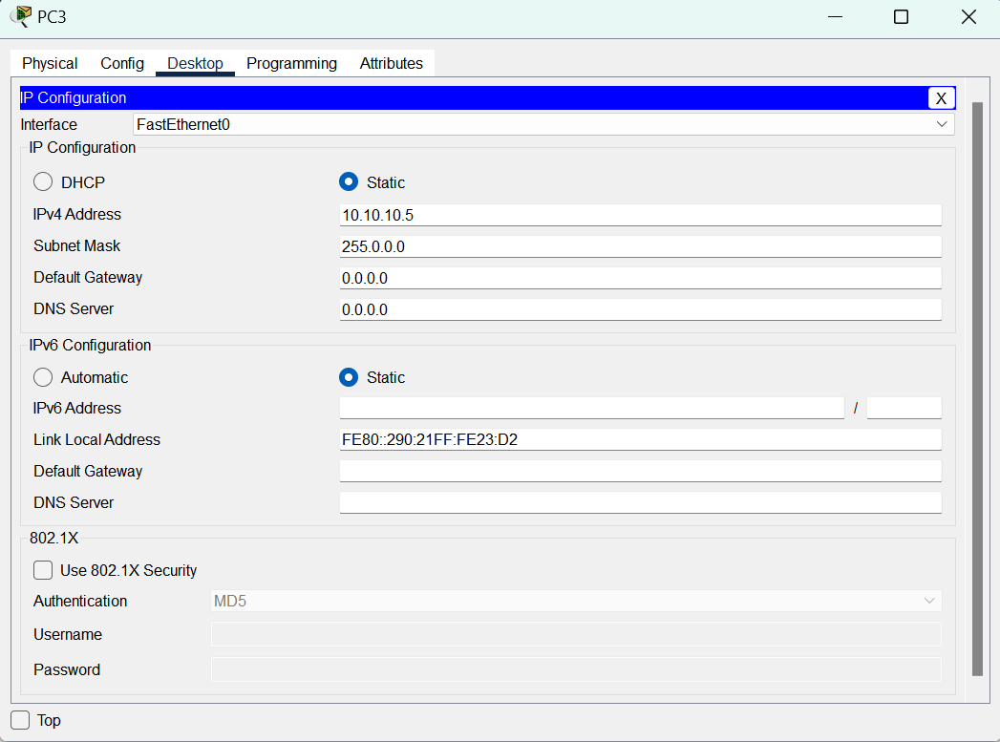 PC3
Physical Config Desktop Programming Attributes
IP Configuration X
Interface FastEthernet0
IP Configuration
DHCP Static
IPv4 Address 10.10.10.5
Subnet Mask 255.0.0.0
Default Gateway 0.0.0.0
DNS Server 0.0.0.0
IPv6 Configuration
Automatic Static
IPv6 Address /
Link Local Address FE80::290:21FF:FE23:D2
Default Gateway
DNS Server
802.1X
Use 802.1X Security
Authentication MD5
Username
Password
Top